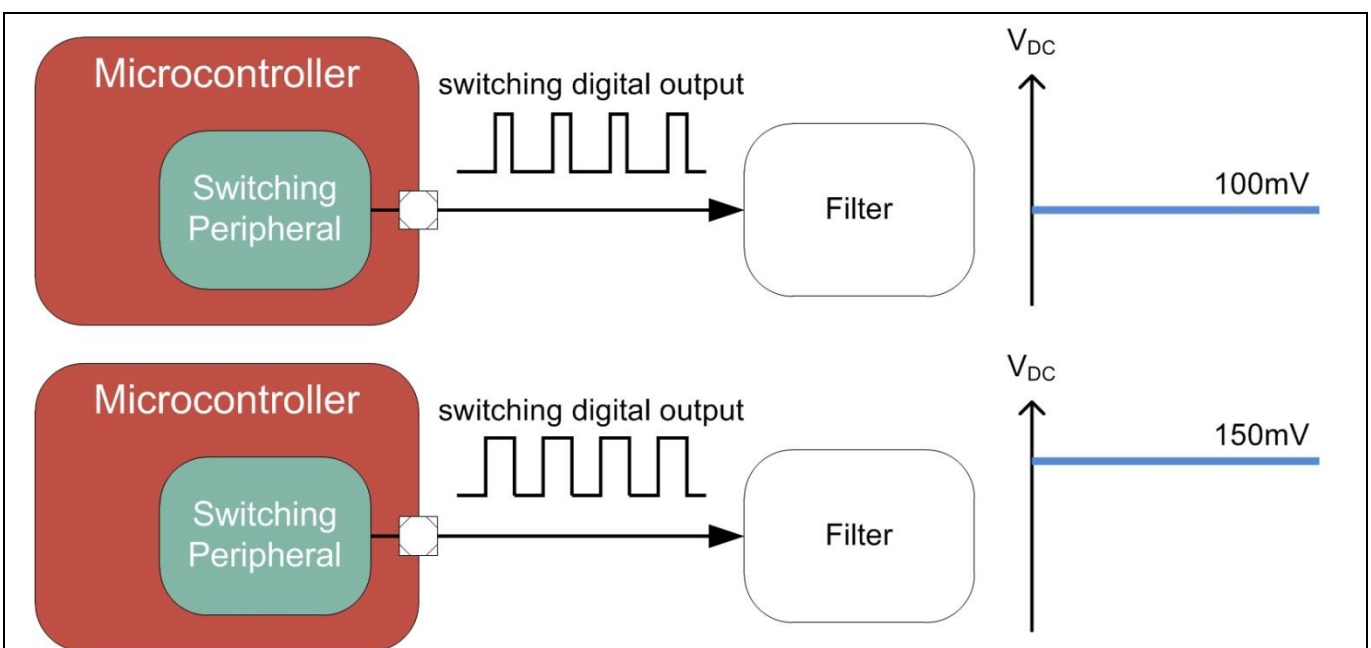 Microcontroller
switching digital output
Switching
Peripheral
Filter
VDC
100mV
Microcontroller
switching digital output
Switching
Peripheral
Filter
VDC
150mV